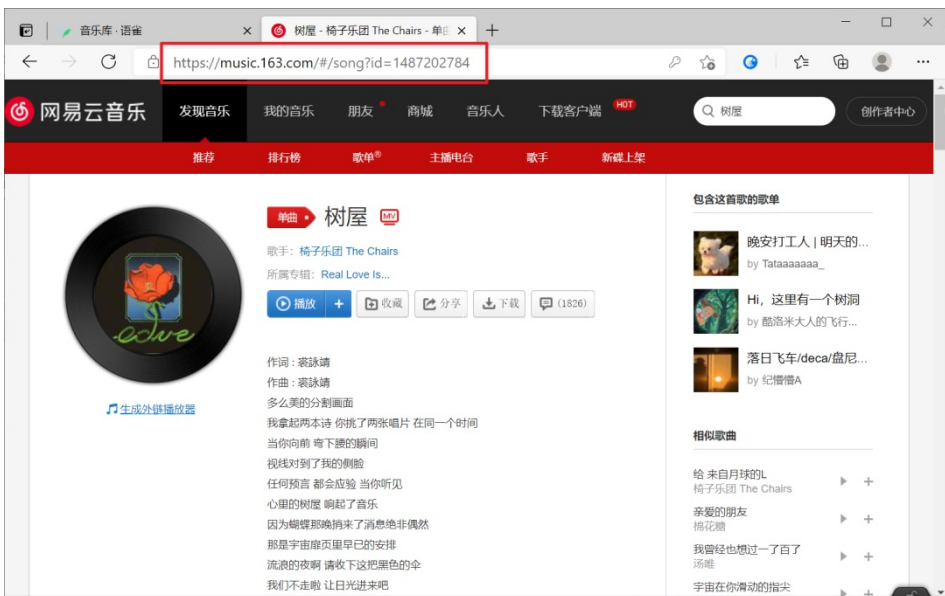 音乐库 · 语雀
树屋 - 椅子乐团 The Chairs - 单曲
https://music.163.com/#/song?id=1487202784
网易云音乐
发现音乐
我的音乐
朋友
商城
音乐人
下载客户端
HOT
树屋
创作者中心
推荐
排行榜
歌单®
主播电台
歌手
新碟上架
单曲
树屋
MV
歌手：椅子乐团 The Chairs
所属专辑：Real Love Is...
播放
收藏
分享
下载
(1826)
生成外链播放器
作词 : 裘詠靖
作曲 : 裘詠靖
多么美的分割画面
我拿起两本诗 你挑了两张唱片 在同一个时间
当你向前 弯下腰的瞬间
视线对到了我的侧脸
任何预言 都会应验 当你听见
心里的树屋 响起了音乐
因为蝴蝶那晚捎来了消息绝非偶然
那是宇宙扉页里早已的安排
流浪的夜啊 请收下这把黑色的伞
我们不走啦 让日光进来吧
包含这首歌的歌单
晚安打工人 | 明天的...
by Tataaaaaaa_
Hi，这里有一个树洞
by 酷洛米大人的飞行...
落日飞车/deca/盘尼...
by 纪懵懵A
相似歌曲
给 来自月球的L
椅子乐团 The Chairs
亲爱的朋友
棉花糖
我曾经也想过一了百了
汤唯
宇宙在你滑动的指尖